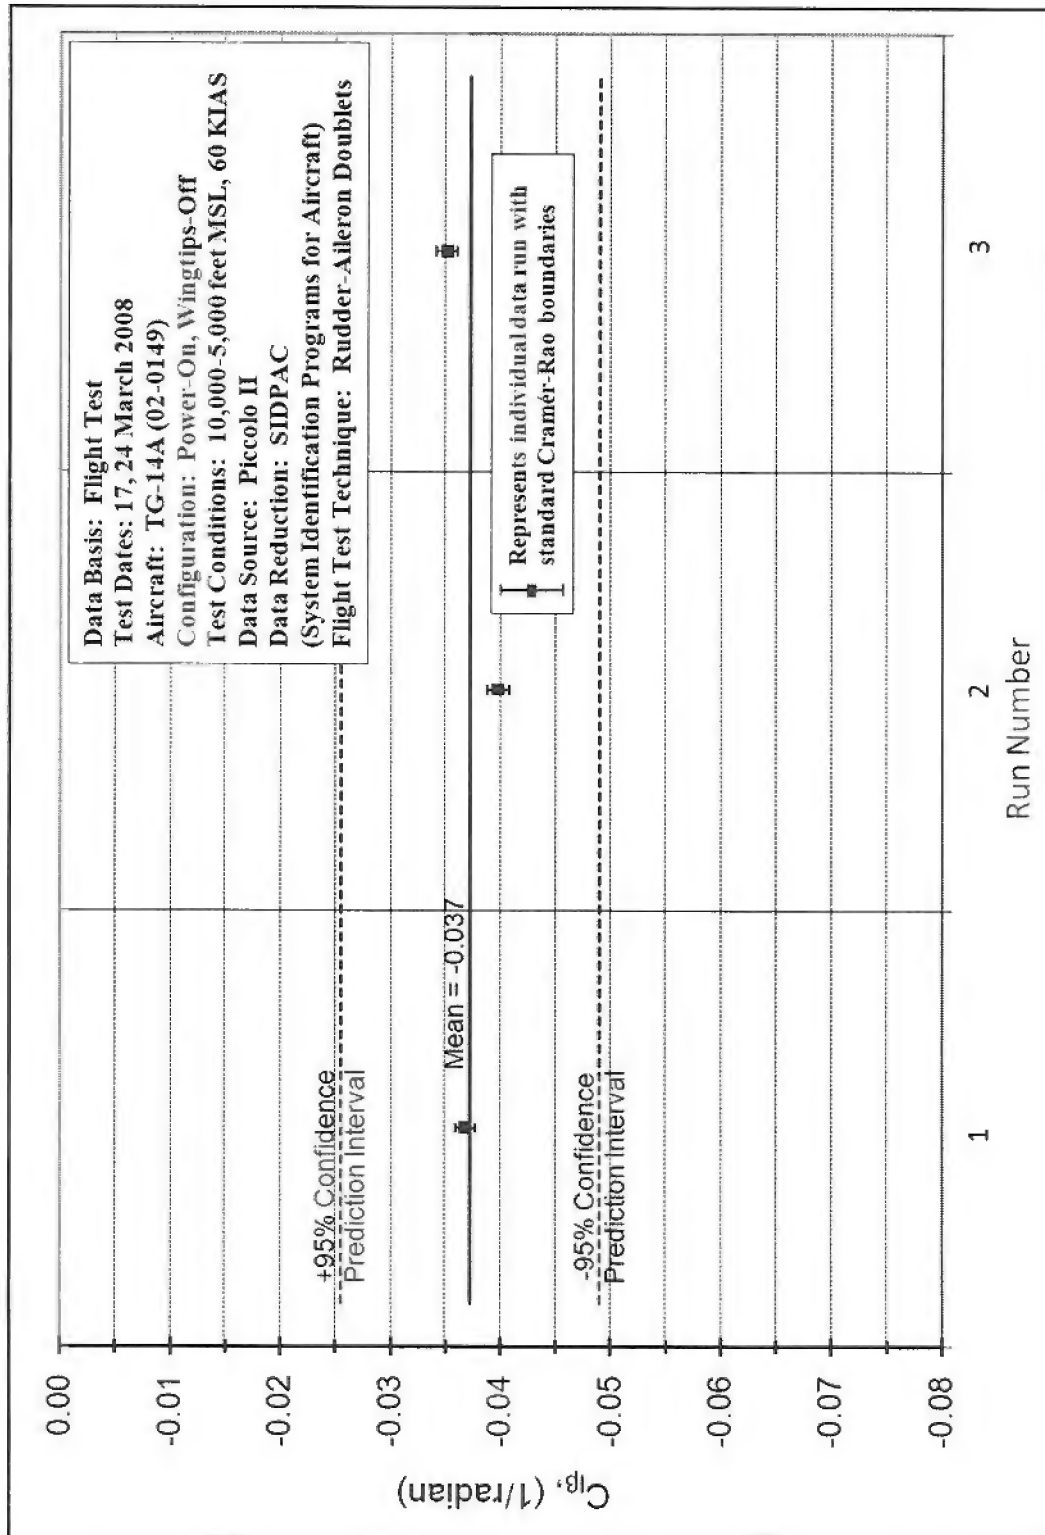 0.00
-0.01
-0.02
-0.03
-0.04
-0.05
-0.06
-0.07
-0.08
Clβ, (1/radian)
Data Basis: Flight Test
Test Dates: 17, 24 March 2008
Aircraft: TG-14A (02-0149)
Configuration: Power-On, Wingtips-Off
Test Conditions: 10,000-5,000 feet MSL, 60 KIAS
Data Source: Piccolo II
Data Reduction: SIDPAC
(System Identification Programs for Aircraft)
Flight Test Technique: Rudder-Aileron Doublets
+95% Confidence
Prediction Interval
Mean = -0.037
Represents individual data run with
standard Cramér-Rao boundaries
-95% Confidence
Prediction Interval
1
2
3
Run Number